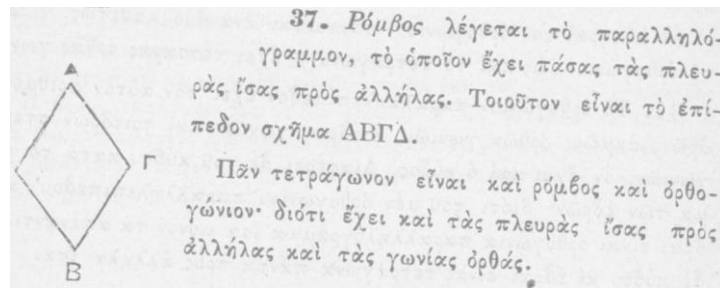 37. Ρόμβος λέγεται τὸ παραλληλό-
γραμμον, τὸ ὁποῖον ἔχει πάσας τὰς πλευ-
ρὰς ἴσας πρὸς ἀλλήλας. Τοιοῦτον εἶναι τὸ ἐπί-
πεδον σχῆμα ΑΒΓΔ.
Γ
Πᾶν τετράγωνον εἶναι καὶ ῥόμβος καὶ ὀρθο-
γώνιον· διότι ἔχει καὶ τὰς πλευρὰς ἴσας πρὸς
ἀλλήλας καὶ τὰς γωνίας ὀρθάς.
Β